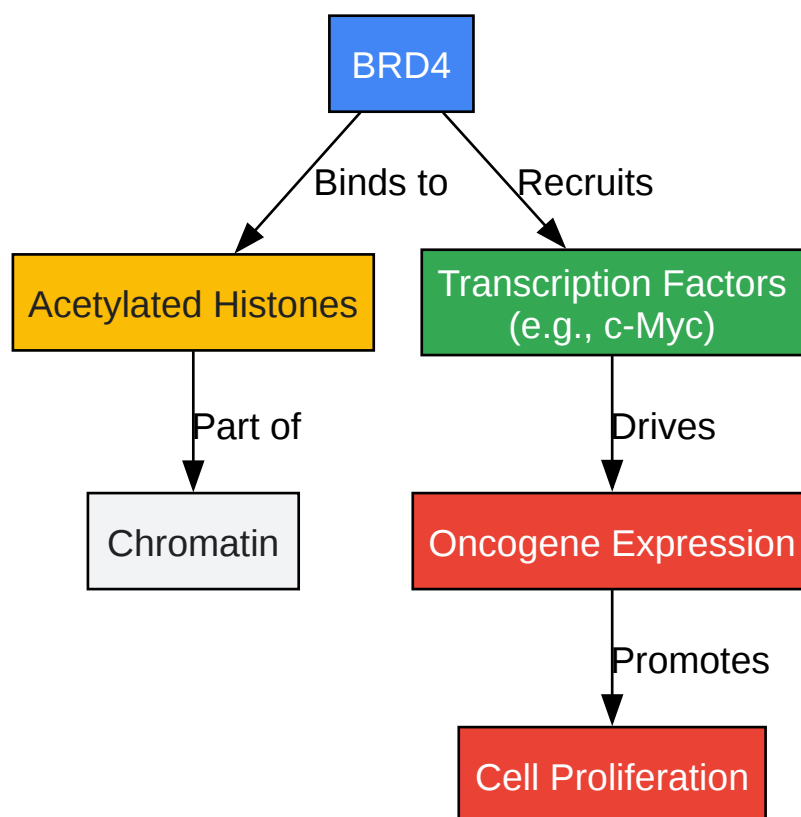 BRD4
Binds to
Recruits
Acetylated Histones
Transcription Factors
(e.g., c-Myc)
Part of
Drives
Chromatin
Oncogene Expression
Promotes
Cell Proliferation